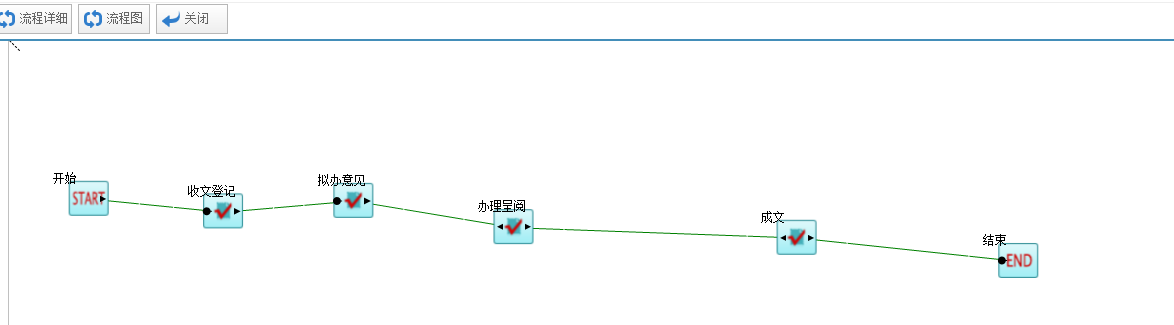 流程详细
流程图
关闭
开始
START
收文登记
拟办意见
办理呈阅
成文
结束
END